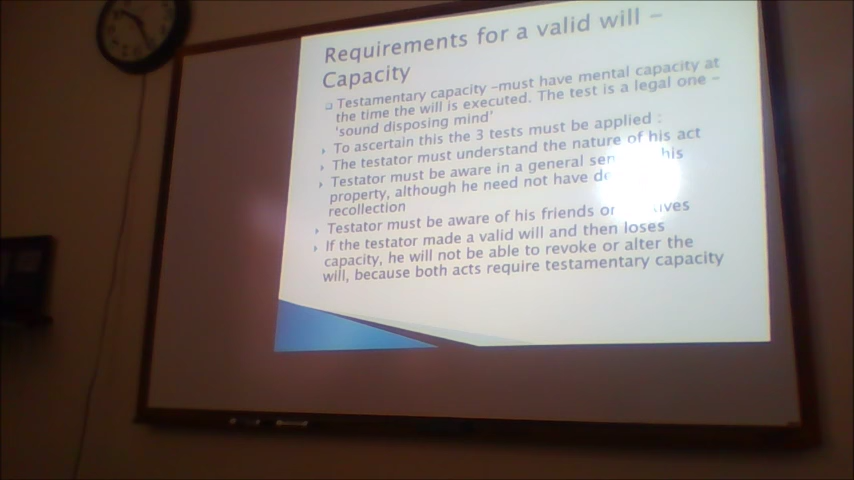 Requirements for a valid will –
Capacity
Testamentary capacity –must have mental capacity at
the time the will is executed. The test is a legal one –
'sound disposing mind'
To ascertain this the 3 tests must be applied :
The testator must understand the nature of his act
Testator must be aware in a general his
property, although he need not have
recollection
Testator must be aware of his friends or
If the testator made a valid will and then loses
capacity, he will not be able to revoke or alter the
will, because both acts require testamentary capacity